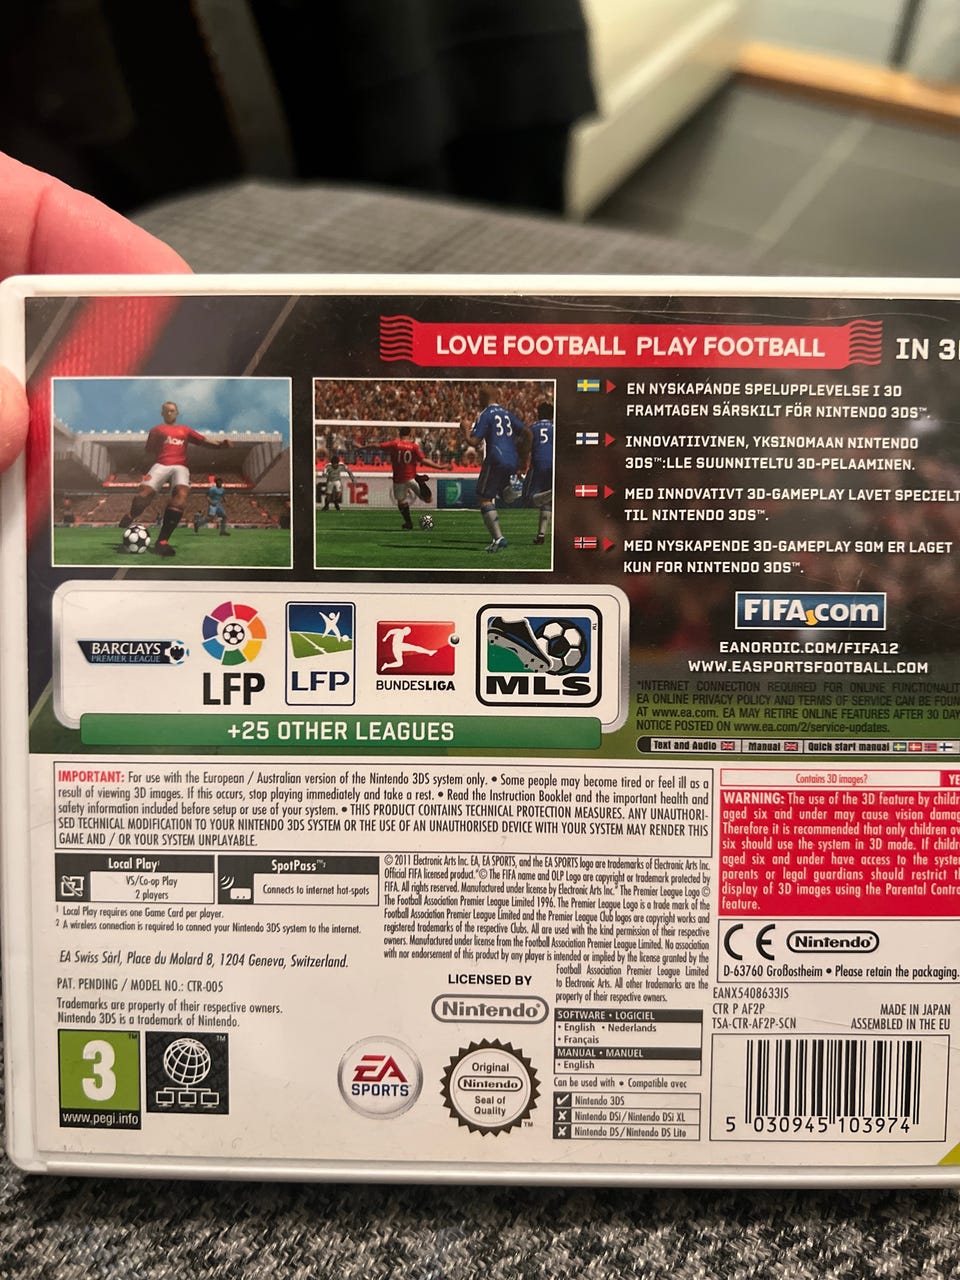 LOVE FOOTBALL PLAY FOOTBALL
IN 3
AON
10
33
5
12
EN NYSKAPANDE SPELUPPLEVELSE I 3D
FRAMTAGEN SÄRSKILT FÖR NINTENDO 3DS™.
INNOVATIIVINEN, YKSINOMAAN NINTENDO
3DS™:LLE SUUNNITELTU 3D-PELAAMINEN.
MED INNOVATIVT 3D-GAMEPLAY LAVET SPECIELT
TIL NINTENDO 3DS™.
MED NYSKAPENDE 3D-GAMEPLAY SOM ER LAGET
KUN FOR NINTENDO 3DS™.
BARCLAYS
PREMIER LEAGUE
LFP
LFP
BUNDESLIGA
MLS™
+25 OTHER LEAGUES
FIFA.com
EANORDIC.COM/FIFA12
WWW.EASPORTSFOOTBALL.COM
*INTERNET CONNECTION REQUIRED FOR ONLINE FUNCTIONALIT
EA ONLINE PRIVACY POLICY AND TERMS OF SERVICE CAN BE FOUN
AT www.ea.com. EA MAY RETIRE ONLINE FEATURES AFTER 30 DAY
NOTICE POSTED ON www.ea.com/2/service-updates.
Text and Audio Manual Quick start manual
IMPORTANT: For use with the European / Australian version of the Nintendo 3DS system only. • Some people may become tired or feel ill as a
result of viewing 3D images. If this occurs, stop playing immediately and take a rest. • Read the Instruction Booklet and the important health and
safety information included before setup or use of your system. • THIS PRODUCT CONTAINS TECHNICAL PROTECTION MEASURES. ANY UNAUTHORI-
SED TECHNICAL MODIFICATION TO YOUR NINTENDO 3DS SYSTEM OR THE USE OF AN UNAUTHORISED DEVICE WITH YOUR SYSTEM MAY RENDER THIS
GAME AND / OR YOUR SYSTEM UNPLAYABLE.
Contains 3D images? YE
WARNING: The use of the 3D feature by childr
aged six and under may cause vision damag
Therefore it is recommended that only children ov
six should use the system in 3D mode. If childr
aged six and under have access to the syste
parents or legal guardians should restrict t
display of 3D images using the Parental Contro
feature.
Local Play¹
VS/Co-op Play
2 players
SpotPass™²
Connects to internet hot-spots
¹ Local Play requires one Game Card per player.
² A wireless connection is required to connect your Nintendo 3DS system to the internet.
EA Swiss Sàrl, Place du Molard 8, 1204 Geneva, Switzerland.
PAT. PENDING / MODEL NO.: CTR-005
Trademarks are property of their respective owners.
Nintendo 3DS is a trademark of Nintendo.
© 2011 Electronic Arts Inc. EA, EA SPORTS, and the EA SPORTS logo are trademarks of Electronic Arts Inc.
Official FIFA licensed product. "© The FIFA name and OLP Logo are copyright or trademark protected by
FIFA. All rights reserved. Manufactured under license by Electronic Arts Inc." The Premier League Logo ©
The Football Association Premier League Limited 1996. The Premier League Logo is a trade mark of the
Football Association Premier League Limited and the Premier League Club logos are copyright works and
registered trademarks of the respective Clubs. All are used with the kind permission of their respective
owners. Manufactured under license from the Football Association Premier League Limited. No association
with nor endorsement of this product by any player is intended or implied by the license granted by the
Football Association Premier League Limited
to Electronic Arts Inc. All other trademarks are the
property of their respective owners.
LICENSED BY
Nintendo®
CE Nintendo®
D-63760 Großostheim • Please retain the packaging.
EANX5408633IS
CTR P AF2P
TSA-CTR-AF2P-SCN
MADE IN JAPAN
ASSEMBLED IN THE EU
SOFTWARE • LOGICIEL
• English • Nederlands
• Français
MANUAL • MANUEL
• English
Can be used with • Compatible avec
Nintendo 3DS
Nintendo DSi/Nintendo DSi XL
Nintendo DS/Nintendo DS Lite
3™
www.pegi.info
™
EA
SPORTS™
Original
Nintendo
Seal of
Quality
™
5 030945 103974